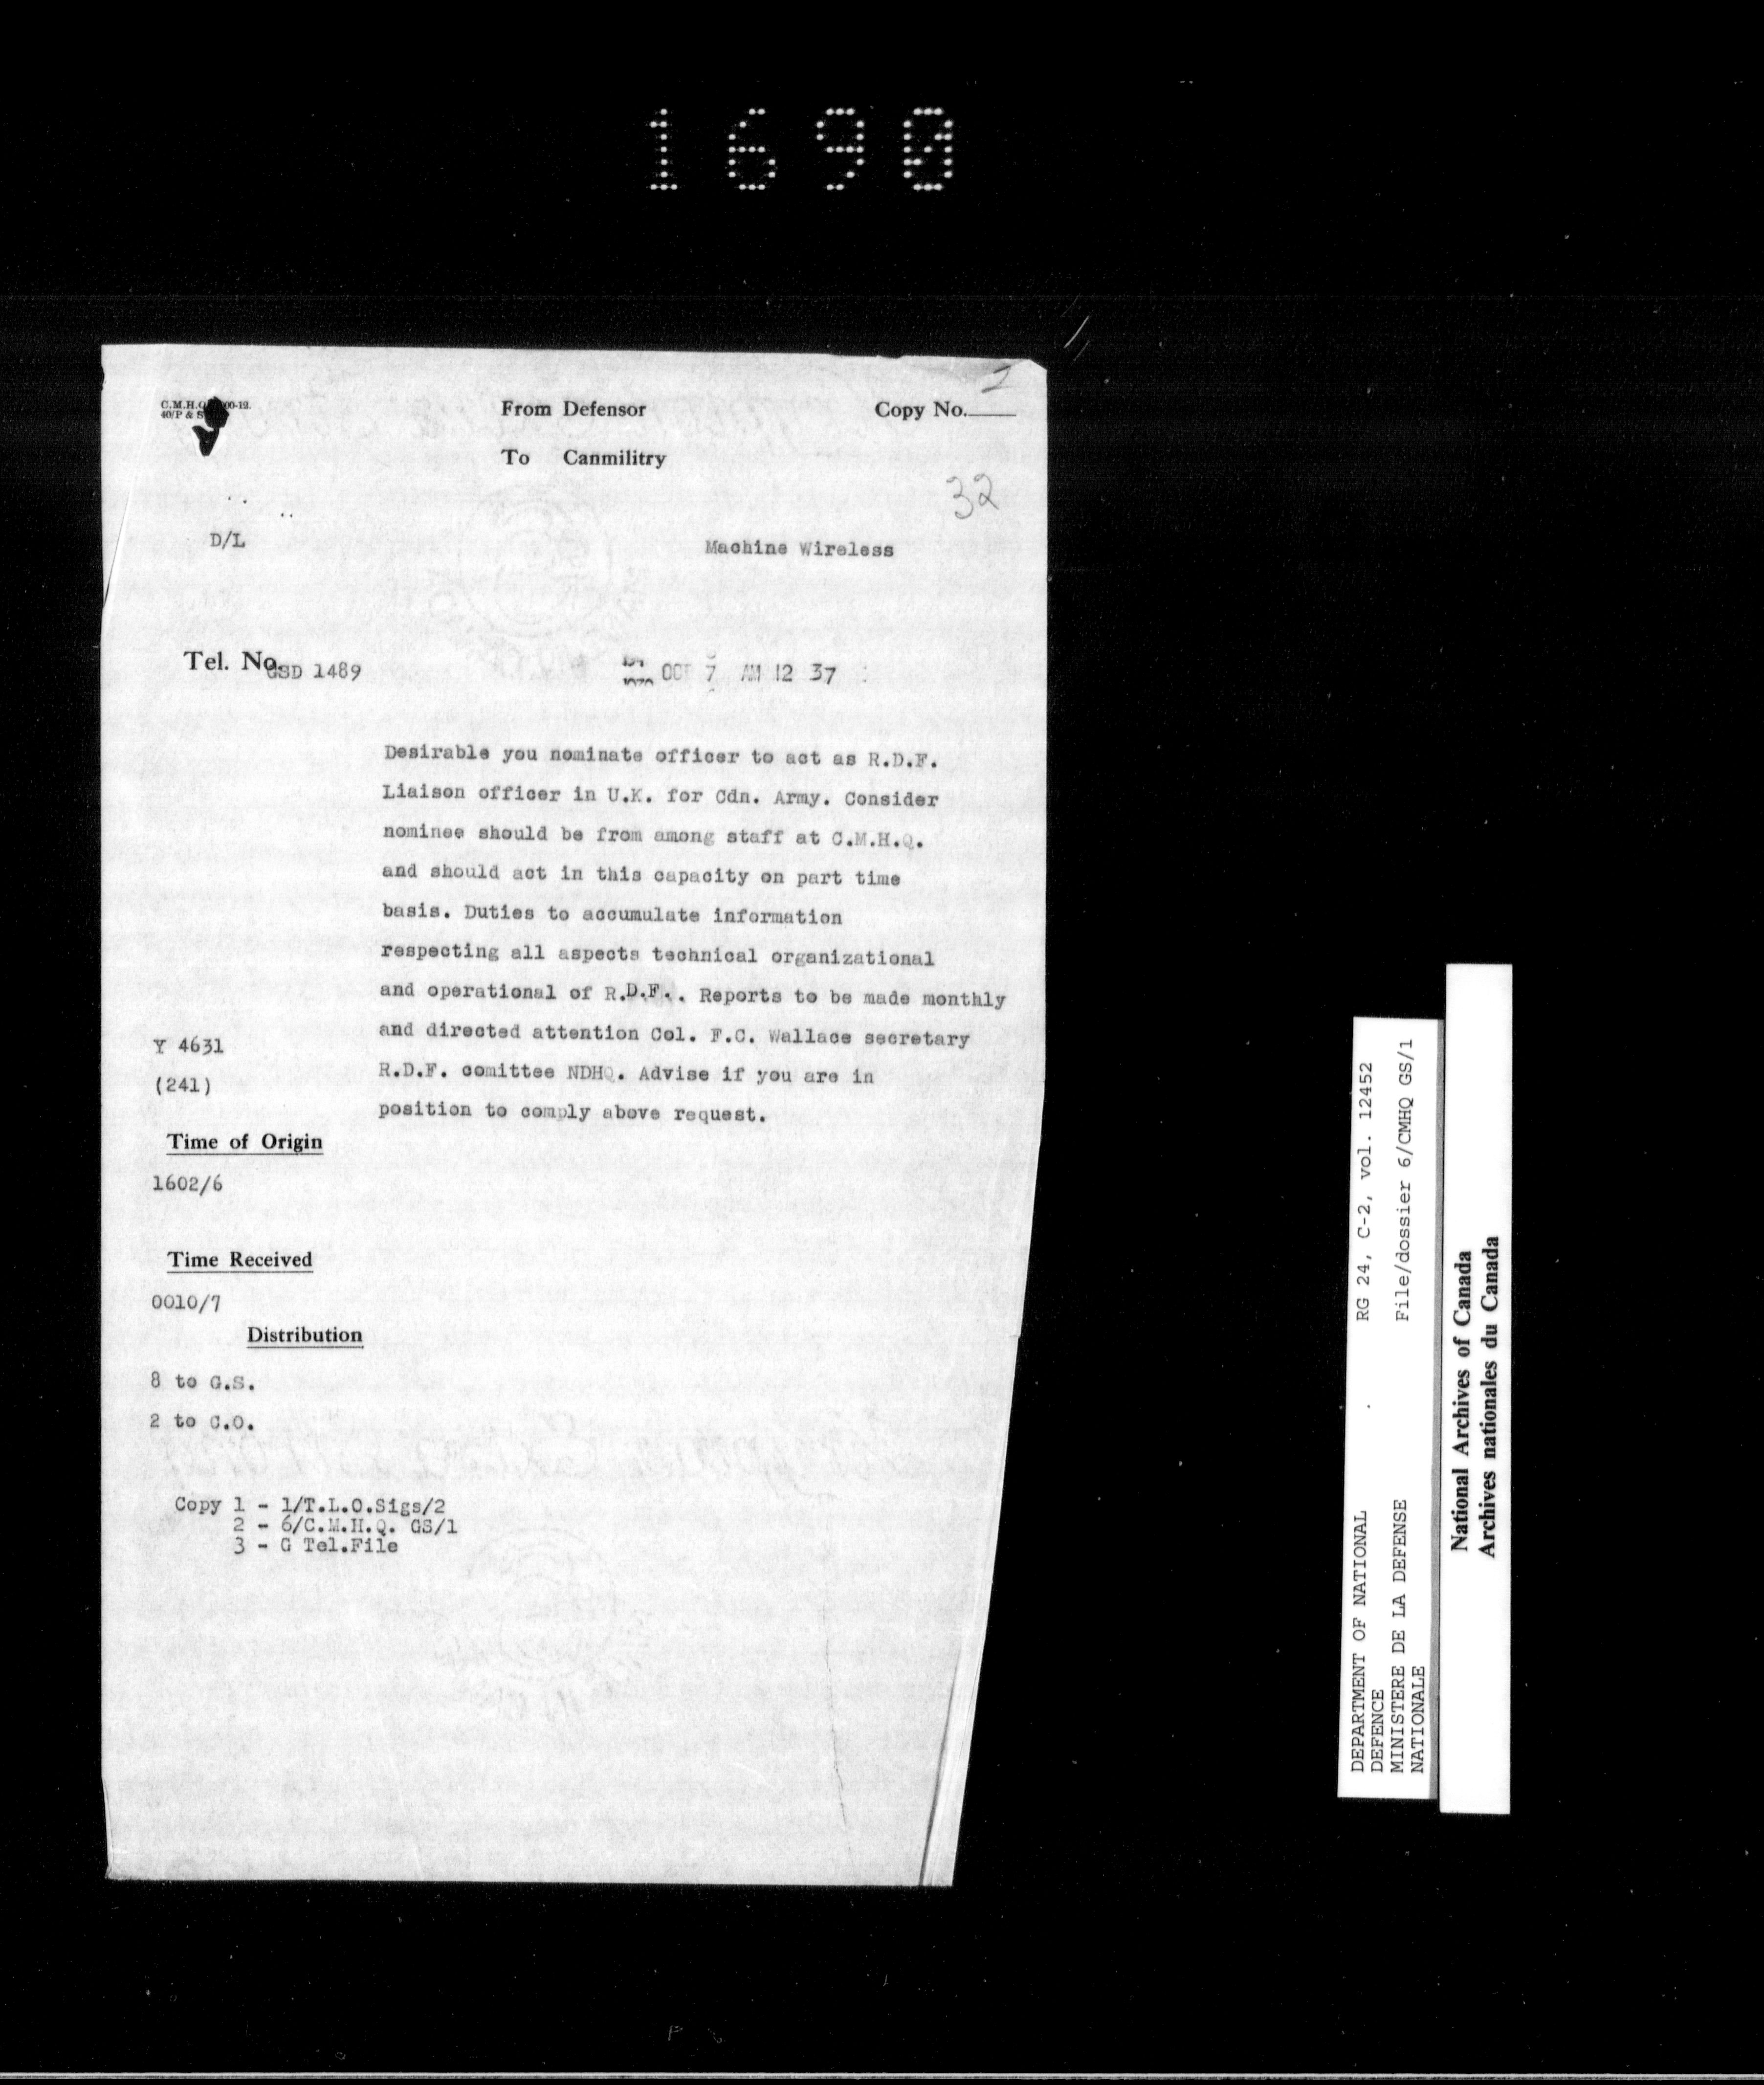 1690
C.M.H.Q. 00-12.
40/P & S
From Defensor
Copy No. 2
To Canmilitry
32
D/L
Machine Wireless
Tel. No. GSD 1489
OCT 7 AM 12 37
Desirable you nominate officer to act as R.D.F.
Liaison officer in U.K. for Cdn. Army. Consider
nominee should be from among staff at C.M.H.Q.
and should act in this capacity on part time
basis. Duties to accumulate information
respecting all aspects technical organizational
and operational of R.D.F.. Reports to be made monthly
and directed attention Col. F.C. Wallace secretary
R.D.F. comittee NDHQ. Advise if you are in
position to comply above request.
Y 4631
(241)
Time of Origin
1602/6
Time Received
0010/7
Distribution
8 to G.S.
2 to C.O.
Copy 1 - 1/T.L.O.Sigs/2
2 - 6/C.M.H.Q. GS/1
3 - G Tel.File
DEPARTMENT OF NATIONAL RG 24, C-2, vol. 12452
DEFENCE
MINISTERE DE LA DEFENSE File/dossier 6/CMHQ GS/1
NATIONALE
National Archives of Canada
Archives nationales du Canada